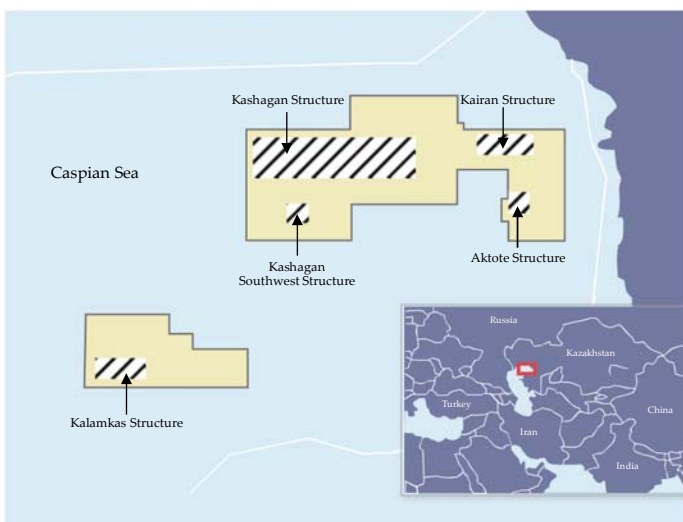 Kashagan Structure
Kairan Structure
Caspian Sea
Kashagan
Southwest Structure
Aktote Structure
Kalamkas Structure
Russia
Kazakhstan
Turkey
China
Iran
India